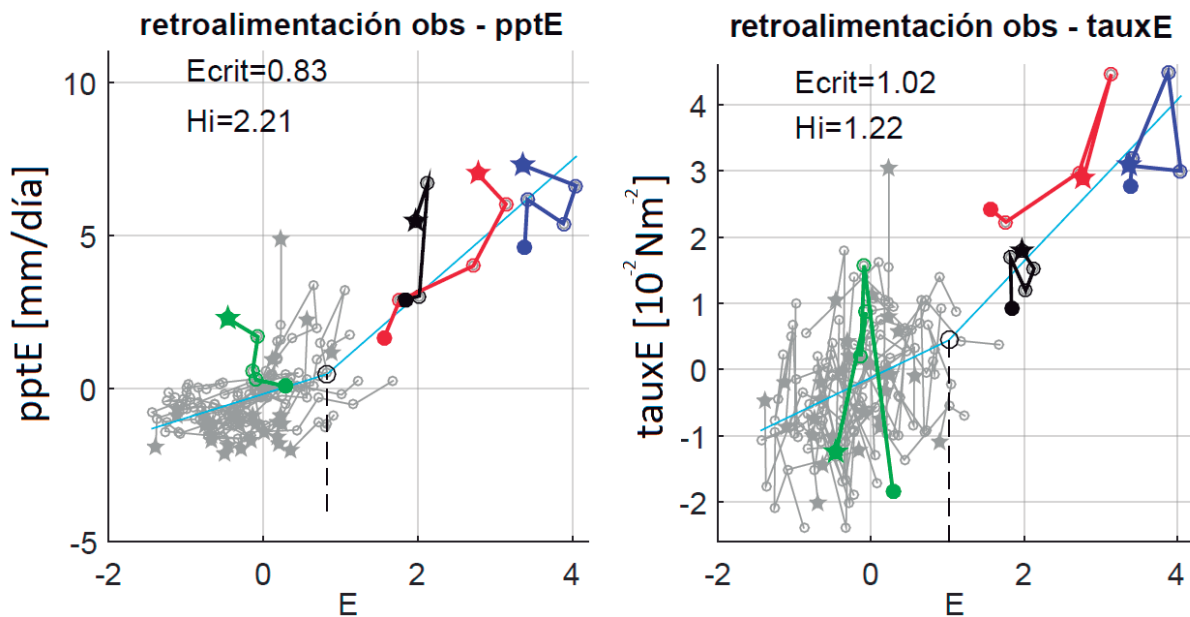 retroalimentación obs - pptE
Ecrit=0.83
Hi=2.21
pptE [mm/día]
10
5
0
-5
-2
0
2
4
E
retroalimentación obs - tauxE
Ecrit=1.02
Hi=1.22
tauxE [10⁻² Nm⁻²]
4
3
2
1
0
-1
-2
-2
0
2
4
E